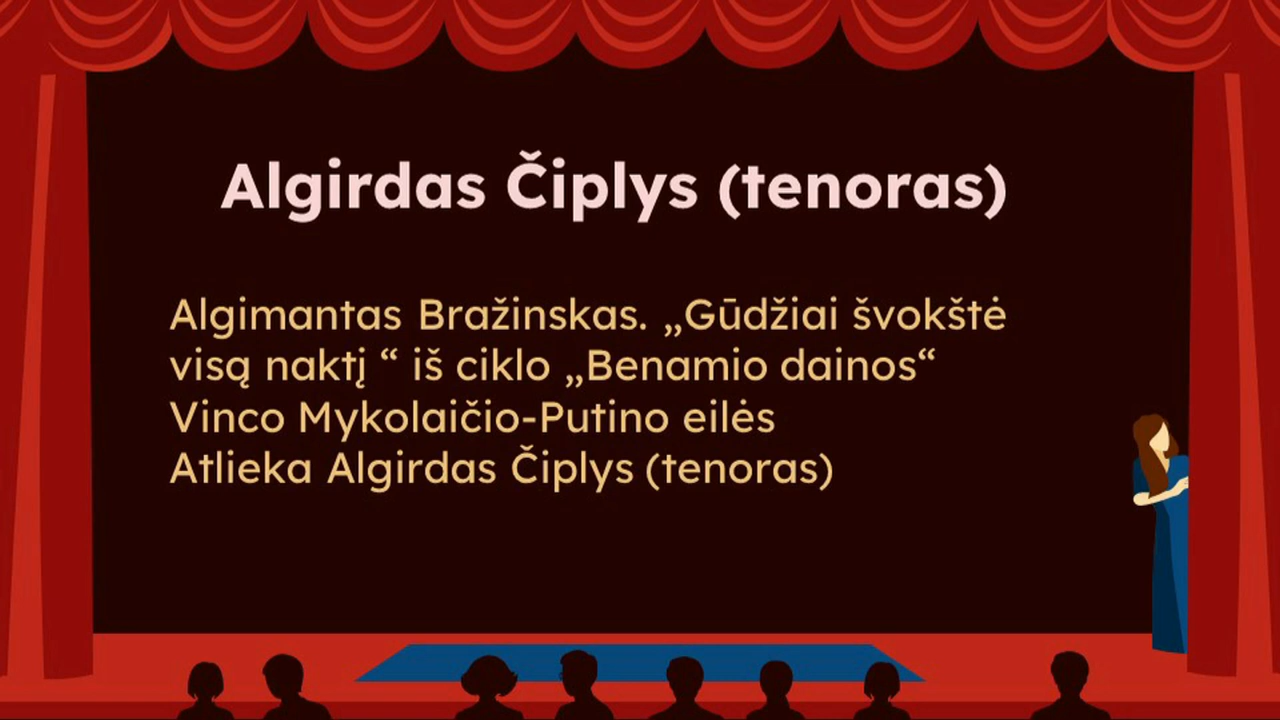 Algirdas Čiplys (tenoras)
Algimantas Bražinskas. „Gūdžiai švokštė
visą naktį “ iš ciklo „Benamio dainos“
Vinco Mykolaičio-Putino eilės
Atlieka Algirdas Čiplys (tenoras)